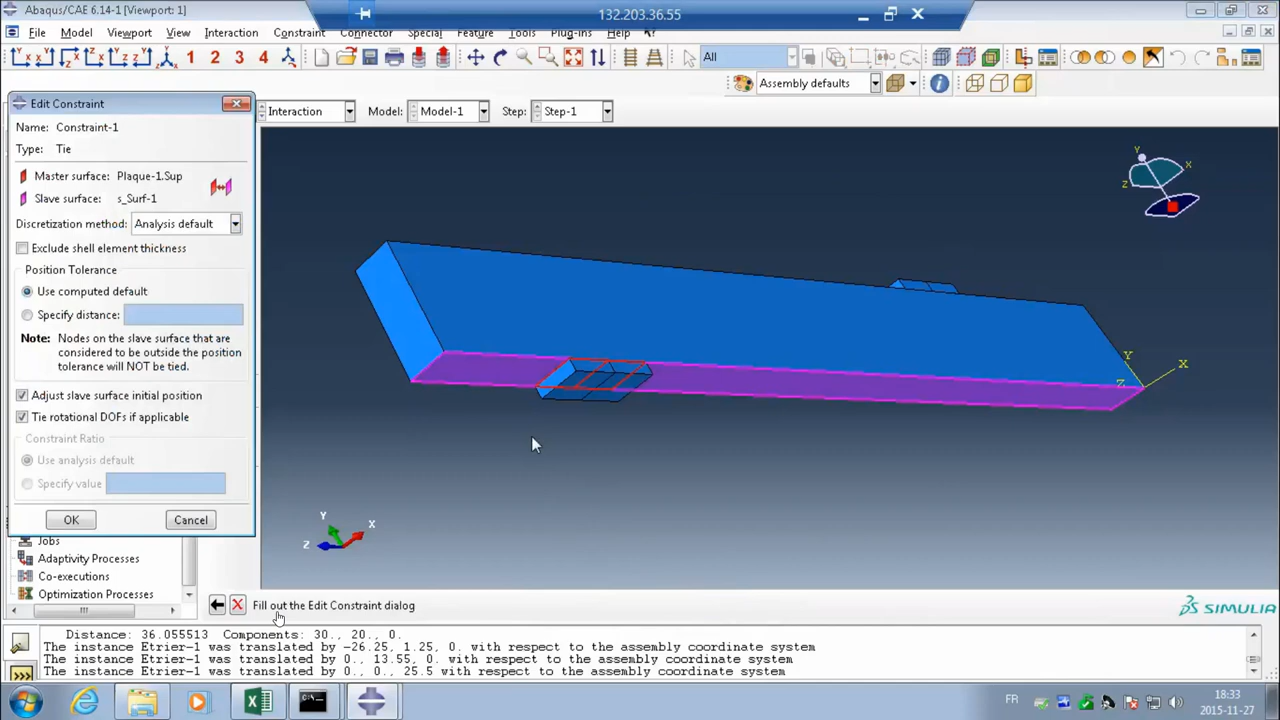 Abaqus/CAE 6.14-1 [Viewport: 1]
132.203.36.55
File Model Viewport View Interaction Constraint Connector Special Feature Tools Plug-ins Help
1 2 3 4
All
Assembly defaults
Edit Constraint
Interaction Model: Model-1 Step: Step-1
Name: Constraint-1
Type: Tie
Master surface: Plaque-1.Sup
Slave surface: s_Surf-1
Discretization method: Analysis default
Exclude shell element thickness
Position Tolerance
Use computed default
Specify distance:
Note: Nodes on the slave surface that are
considered to be outside the position
tolerance will NOT be tied.
Adjust slave surface initial position
Tie rotational DOFs if applicable
Constraint Ratio
Use analysis default
Specify value
OK Cancel
Y
X
Z
Y
X
Z
Y
X
Z
Jobs
Adaptivity Processes
Co-executions
Optimization Processes
Fill out the Edit Constraint dialog
SIMULIA
Distance: 36.055513 Components: 30., 20., 0.
The instance Etrier-1 was translated by -26.25, 1.25, 0. with respect to the assembly coordinate system
The instance Etrier-1 was translated by 0., 13.55, 0. with respect to the assembly coordinate system
The instance Etrier-1 was translated by 0., 0., 25.5 with respect to the assembly coordinate system
>>>
FR
18:33
2015-11-27